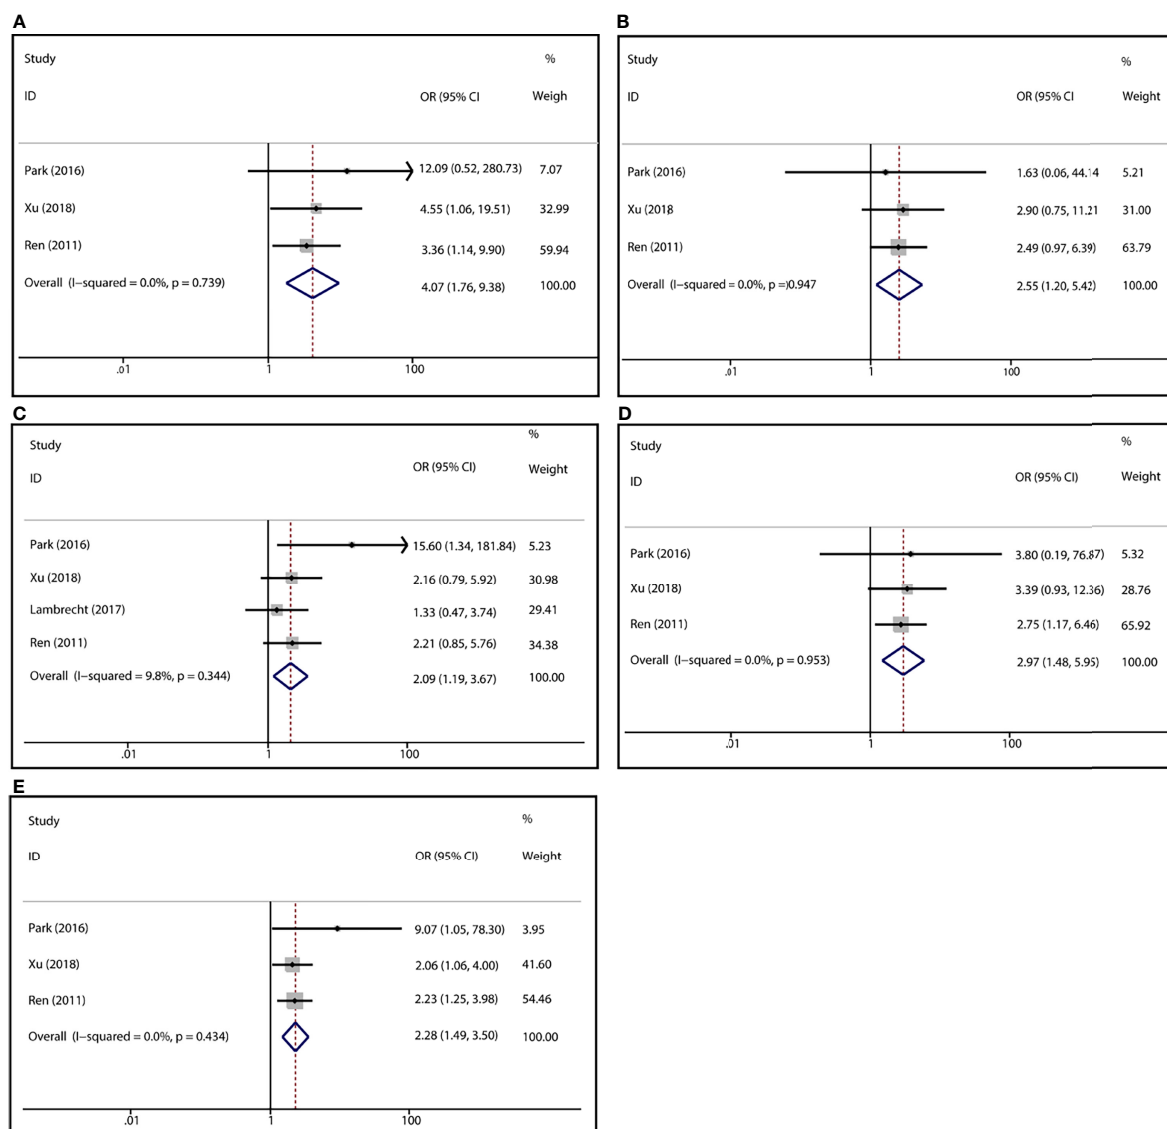 A
Study %
ID OR (95% CI Weigh
Park (2016) 12.09 (0.52, 280.73) 7.07
Xu (2018) 4.55 (1.06, 19.51) 32.99
Ren (2011) 3.36 (1.14, 9.90) 59.94
Overall (I−squared = 0.0%, p = 0.739) 4.07 (1.76, 9.38) 100.00
.01 1 100
B
Study %
ID OR (95% CI Weight
Park (2016) 1.63 (0.06, 44.14 5.21
Xu (2018 2.90 (0.75, 11.21 31.00
Ren (2011) 2.49 (0.97, 6.39) 63.79
Overall (I−squared = 0.0%, p =)0.947 2.55 (1.20, 5.42) 100.00
.01 1 100
C
Study %
ID OR (95% CI) Weight
Park (2016) 15.60 (1.34, 181.84) 5.23
Xu (2018) 2.16 (0.79, 5.92) 30.98
Lambrecht (2017) 1.33 (0.47, 3.74) 29.41
Ren (2011) 2.21 (0.85, 5.76) 34.38
Overall (I−squared = 9.8%, p = 0.344) 2.09 (1.19, 3.67) 100.00
.01 1 100
D
Study %
ID OR (95% CI) Weight
Park (2016) 3.80 (0.19, 76.87) 5.32
Xu (2018) 3.39 (0.93, 12.36) 28.76
Ren (2011) 2.75 (1.17, 6.46) 65.92
Overall (I−squared = 0.0%, p = 0.953) 2.97 (1.48, 5.95) 100.00
.01 1 100
E
Study %
ID OR (95% CI) Weight
Park (2016) 9.07 (1.05, 78.30) 3.95
Xu (2018) 2.06 (1.06, 4.00) 41.60
Ren (2011) 2.23 (1.25, 3.98) 54.46
Overall (I−squared = 0.0%, p = 0.434) 2.28 (1.49, 3.50) 100.00
.01 1 100